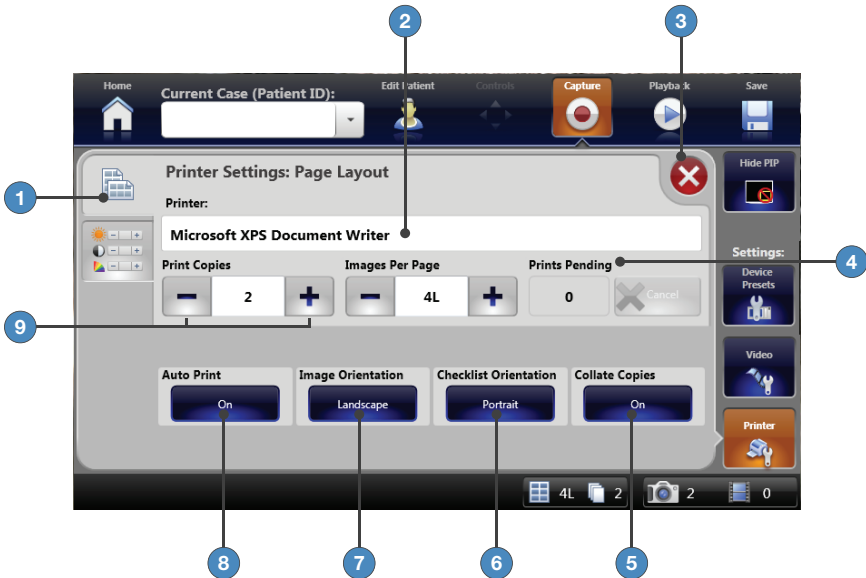 2
3
Home
Current Case (Patient ID):
Edit Patient
Controls
Capture
Playback
Save
Hide PIP
1
Printer Settings: Page Layout
Printer:
Microsoft XPS Document Writer
Print Copies
Images Per Page
Prints Pending
4
2
4L
0
Cancel
9
Settings:
Device
Presets
Video
Printer
Auto Print
Image Orientation
Checklist Orientation
Collate Copies
On
Landscape
Portrait
On
4L
2
2
0
8
7
6
5